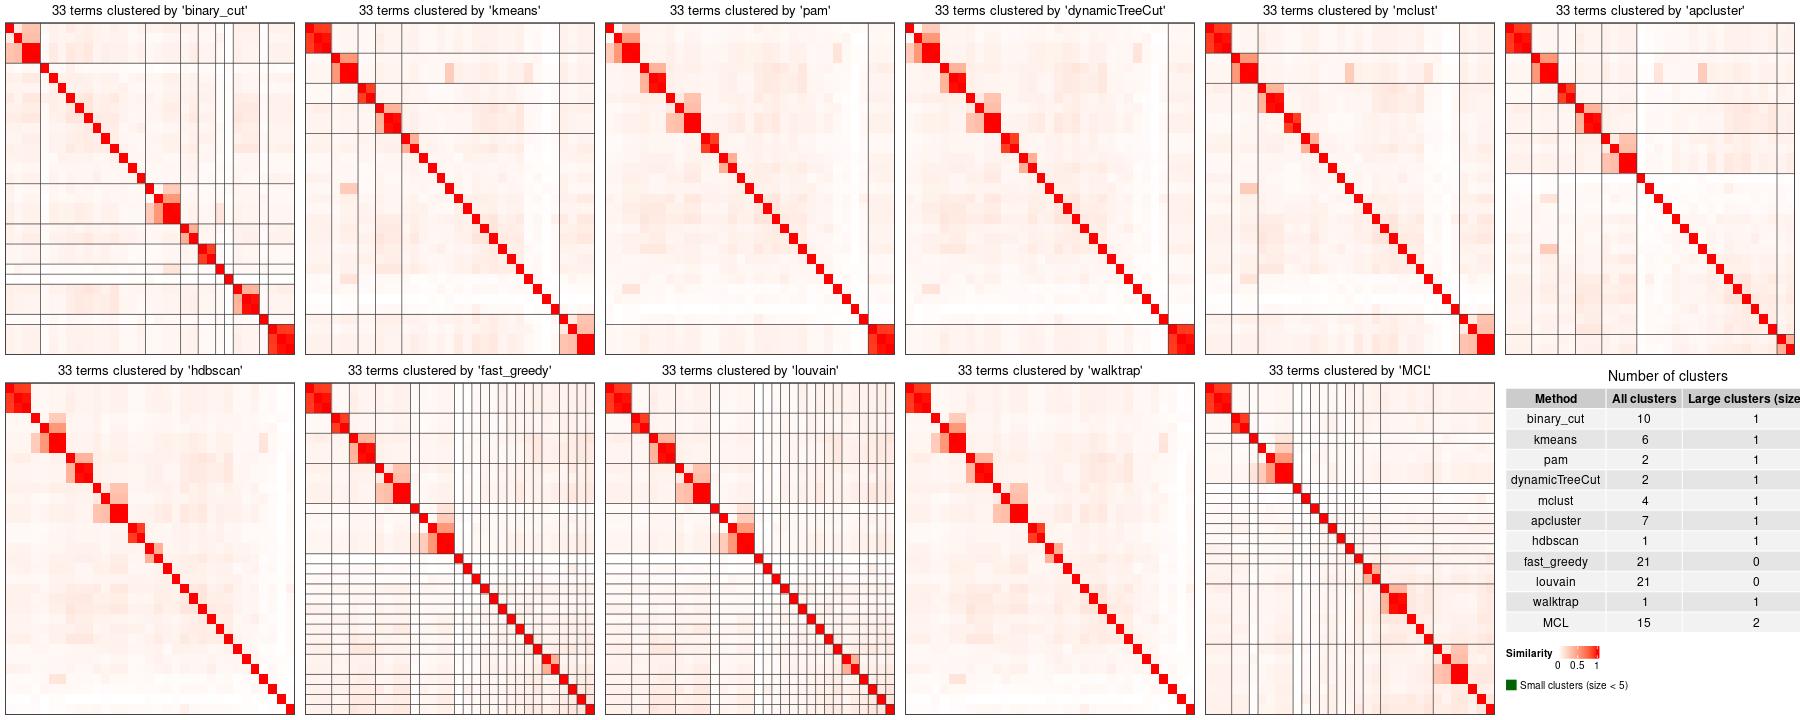 33 terms clustered by 'binary_cut'
33 terms clustered by 'kmeans'
33 terms clustered by 'pam'
33 terms clustered by 'dynamicTreeCut'
33 terms clustered by 'mclust'
33 terms clustered by 'apcluster'
33 terms clustered by 'hdbscan'
33 terms clustered by 'fast_greedy'
33 terms clustered by 'louvain'
33 terms clustered by 'walktrap'
33 terms clustered by 'MCL'
Number of clusters
Method All clusters Large clusters (size
binary_cut 10 1
kmeans 6 1
pam 2 1
dynamicTreeCut 2 1
mclust 4 1
apcluster 7 1
hdbscan 1 1
fast_greedy 21 0
louvain 21 0
walktrap 1 1
MCL 15 2
Similarity
0 0.5 1
Small clusters (size < 5)